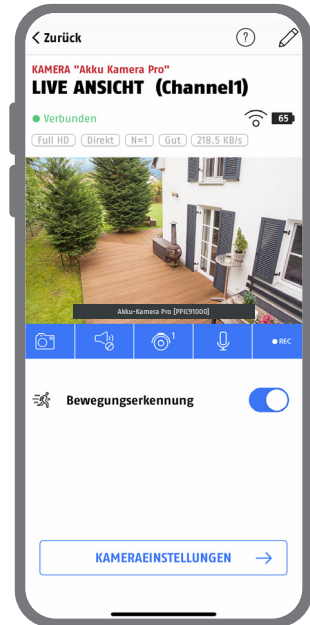 Zurück
?
KAMERA "Akku Kamera Pro"
LIVE ANSICHT (Channel1)
Verbunden
65
Full HD Direkt N=1 Gut 218.5 KB/s
Akku-Kamera Pro [PPIC91000]
1
REC
Bewegungserkennung
KAMERAEINSTELLUNGEN